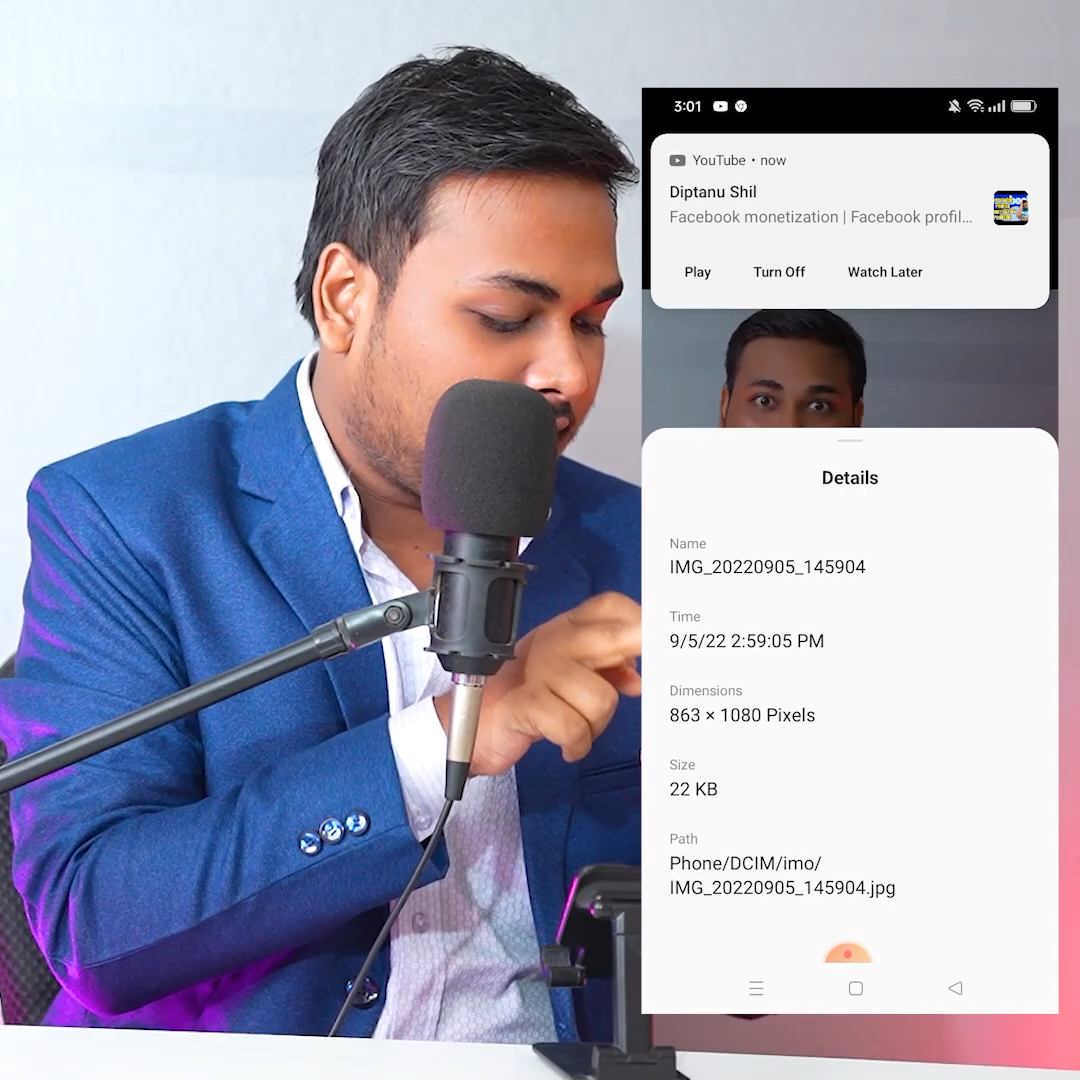 3:01
YouTube • now
Diptanu Shil
Facebook monetization | Facebook profil...
Play Turn Off Watch Later
Details
Name
IMG_20220905_145904
Time
9/5/22 2:59:05 PM
Dimensions
863 × 1080 Pixels
Size
22 KB
Path
Phone/DCIM/imo/
IMG_20220905_145904.jpg